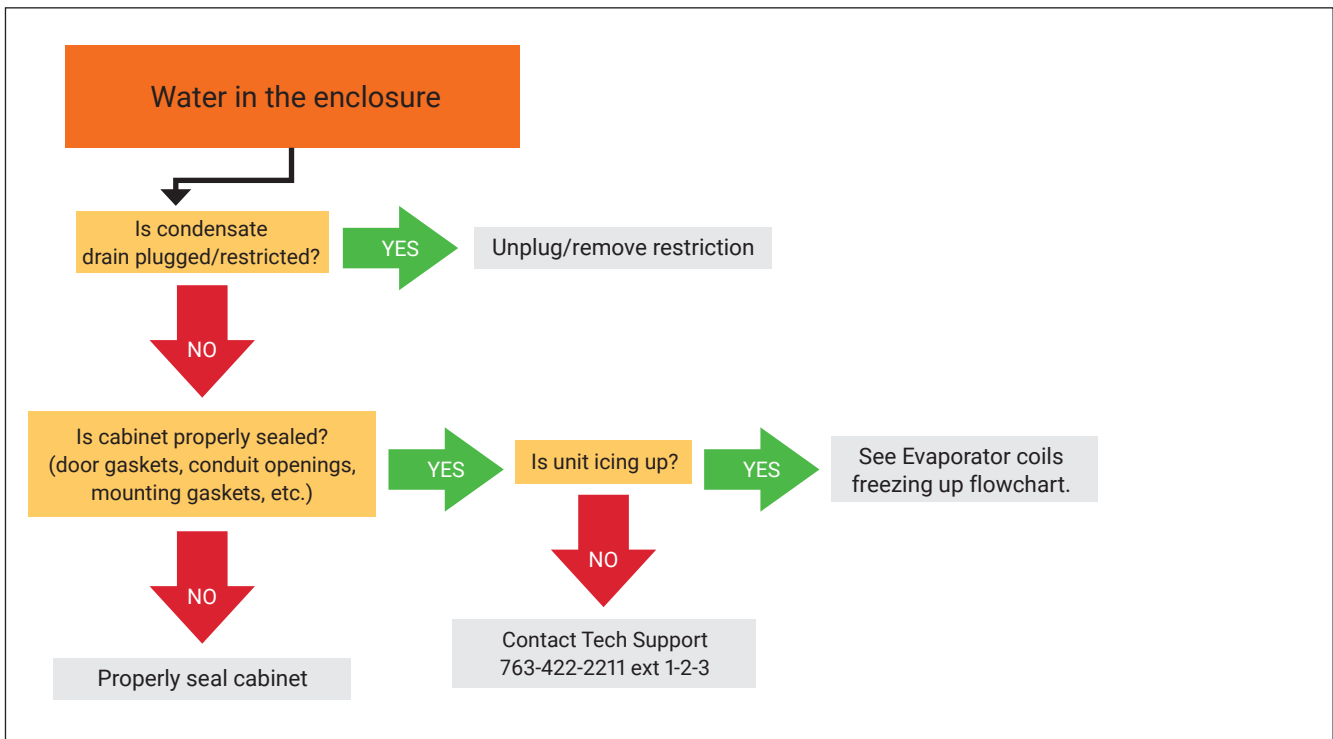 Water in the enclosure
Is condensate
drain plugged/restricted?
YES
Unplug/remove restriction
NO
Is cabinet properly sealed?
(door gaskets, conduit openings,
mounting gaskets, etc.)
YES
Is unit icing up?
YES
See Evaporator coils
freezing up flowchart.
NO
NO
Contact Tech Support
763-422-2211 ext 1-2-3
Properly seal cabinet